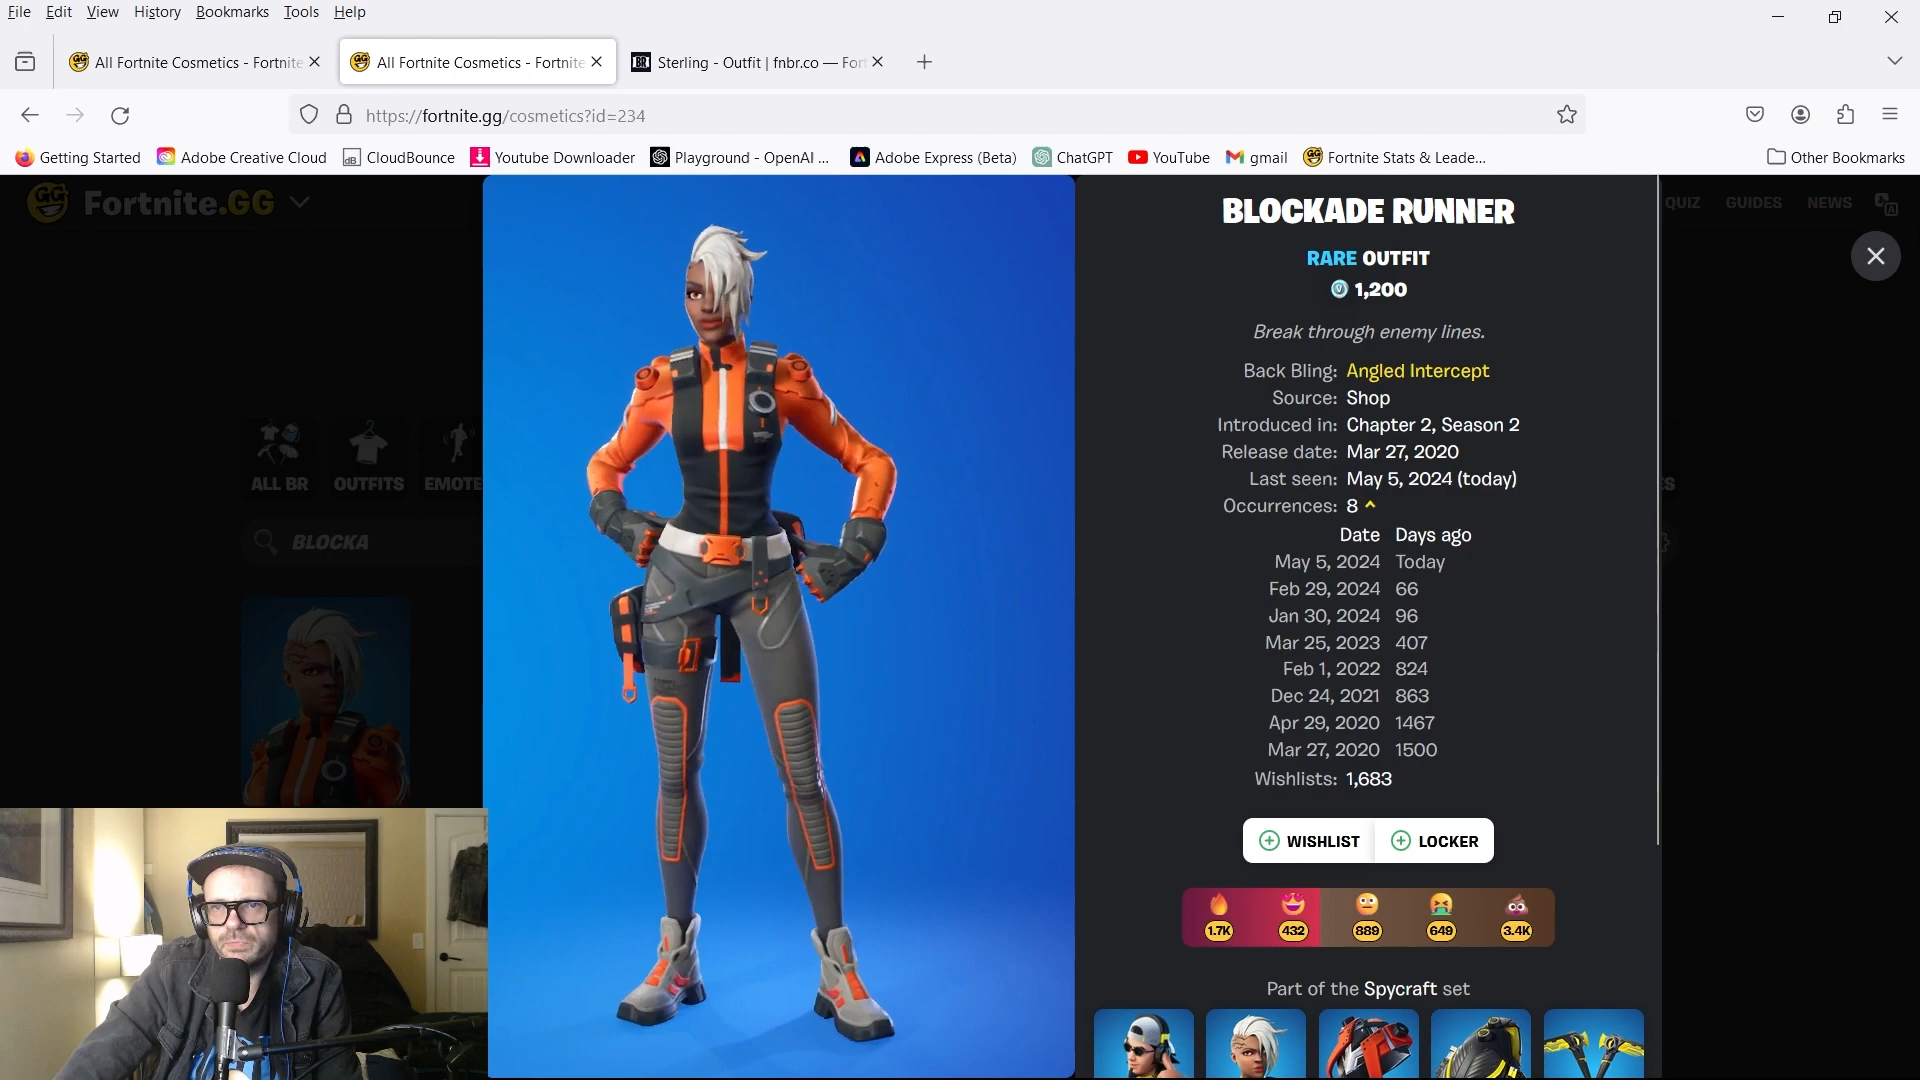 File Edit View History Bookmarks Tools Help
All Fortnite Cosmetics - Fortnite
All Fortnite Cosmetics - Fortnite
Sterling - Outfit | fnbr.co — For
https://fortnite.gg/cosmetics?id=234
Getting Started Adobe Creative Cloud CloudBounce Youtube Downloader Playground - OpenAI ... Adobe Express (Beta) ChatGPT YouTube gmail Fortnite Stats & Leade... Other Bookmarks
Fortnite.GG
QUIZ GUIDES NEWS
ALL BR OUTFITS EMOTE
BLOCKA
BLOCKADE RUNNER
RARE OUTFIT
1,200
Break through enemy lines.
Back Bling: Angled Intercept
Source: Shop
Introduced in: Chapter 2, Season 2
Release date: Mar 27, 2020
Last seen: May 5, 2024 (today)
Occurrences: 8
Date Days ago
May 5, 2024 Today
Feb 29, 2024 66
Jan 30, 2024 96
Mar 25, 2023 407
Feb 1, 2022 824
Dec 24, 2021 863
Apr 29, 2020 1467
Mar 27, 2020 1500
Wishlists: 1,683
WISHLIST LOCKER
1.7K 432 889 649 3.4K
Part of the Spycraft set